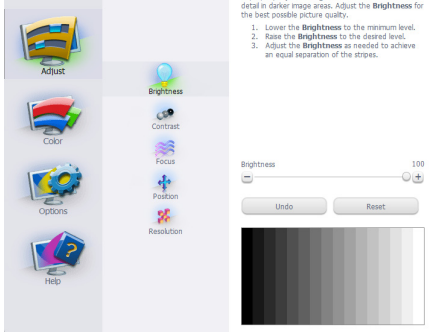 Adjust
Color
Options
Help
Brightness
Contrast
Focus
Position
Resolution
detail in darker image areas. Adjust the Brightness for
the best possible picture quality.
1. Lower the Brightness to the minimum level.
2. Raise the Brightness to the desired level.
3. Adjust the Brightness as needed to achieve
an equal separation of the stripes.
Brightness 100
Undo Reset